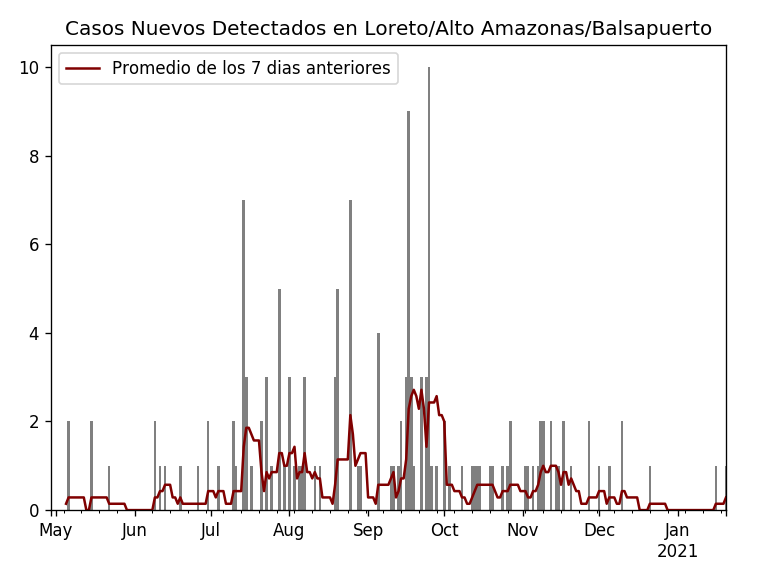 Casos Nuevos Detectados en Loreto/Alto Amazonas/Balsapuerto
Promedio de los 7 dias anteriores
10
8
6
4
2
0
May Jun Jul Aug Sep Oct Nov Dec Jan
2021